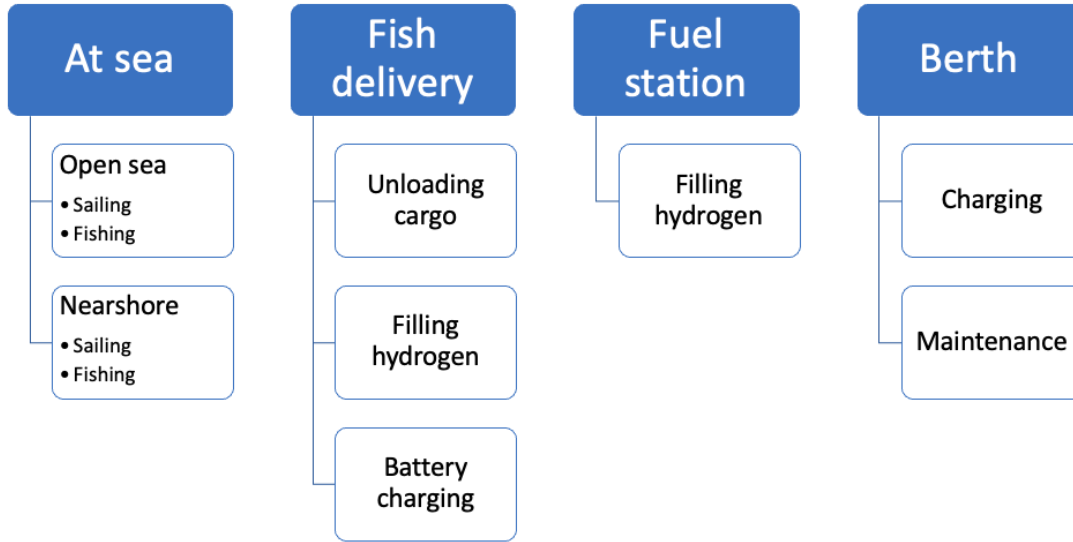 At sea
Open sea
• Sailing
• Fishing
Nearshore
• Sailing
• Fishing
Fish
delivery
Unloading
cargo
Filling
hydrogen
Battery
charging
Fuel
station
Filling
hydrogen
Berth
Charging
Maintenance